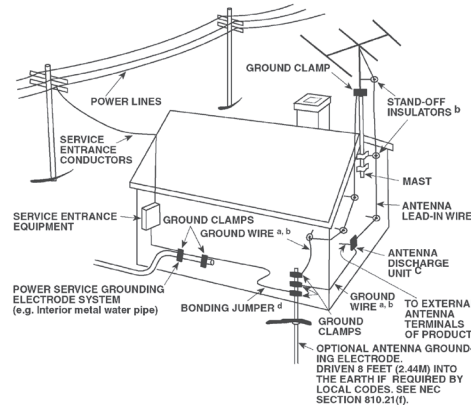 GROUND CLAMP
POWER LINES
STAND-OFF
INSULATORS b
SERVICE
ENTRANCE
CONDUCTORS
MAST
ANTENNA
LEAD-IN WIRE
SERVICE ENTRANCE
EQUIPMENT
GROUND CLAMPS
GROUND WIRE a, b
ANTENNA
DISCHARGE
UNIT C
POWER SERVICE GROUNDING
ELECTRODE SYSTEM
(e.g. Interior metal water pipe)
BONDING JUMPER d
GROUND
WIRE a, b
GROUND
CLAMPS
TO EXTERNA
ANTENNA
TERMINALS
OF PRODUCT
OPTIONAL ANTENNA GROUND-
ING ELECTRODE.
DRIVEN 8 FEET (2.44M) INTO
THE EARTH IF REQUIRED BY
LOCAL CODES. SEE NEC
SECTION 810.21(f).